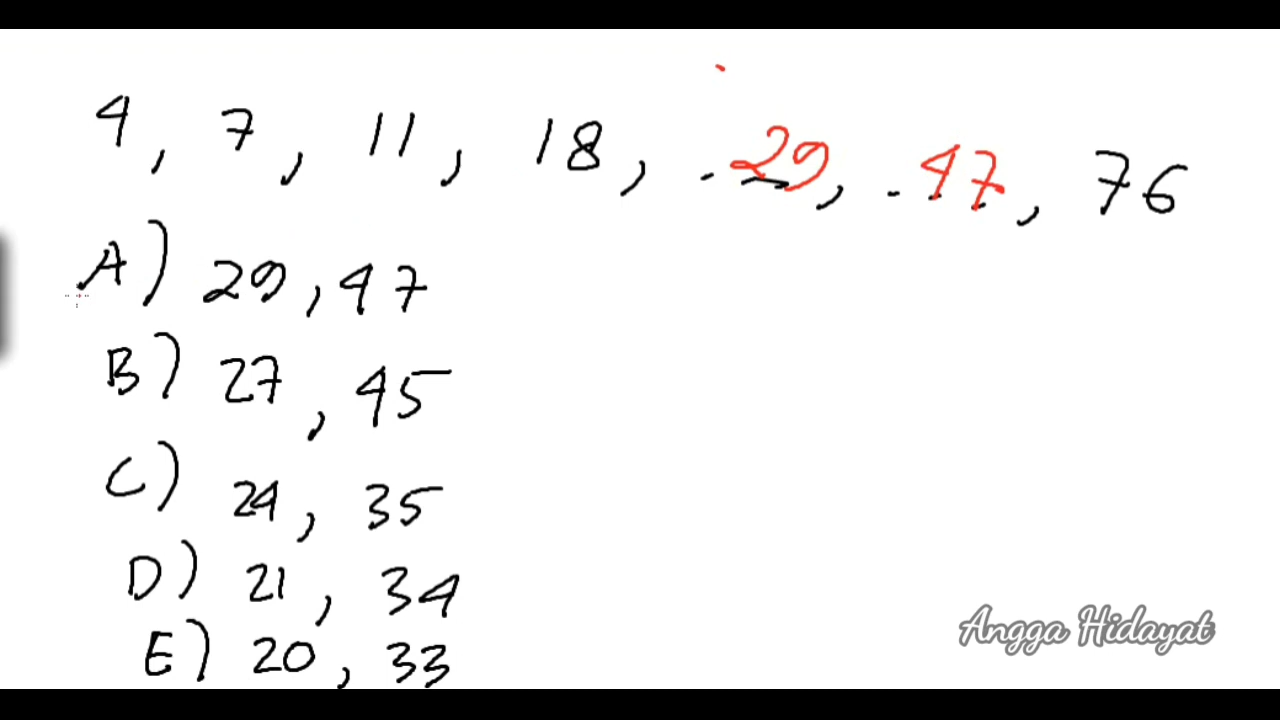 4, 7, 11, 18, . 29, . 47, 76
A) 29, 47
B) 27, 45
C) 24, 35
D) 21, 34
E) 20, 33
Angga Hidayat